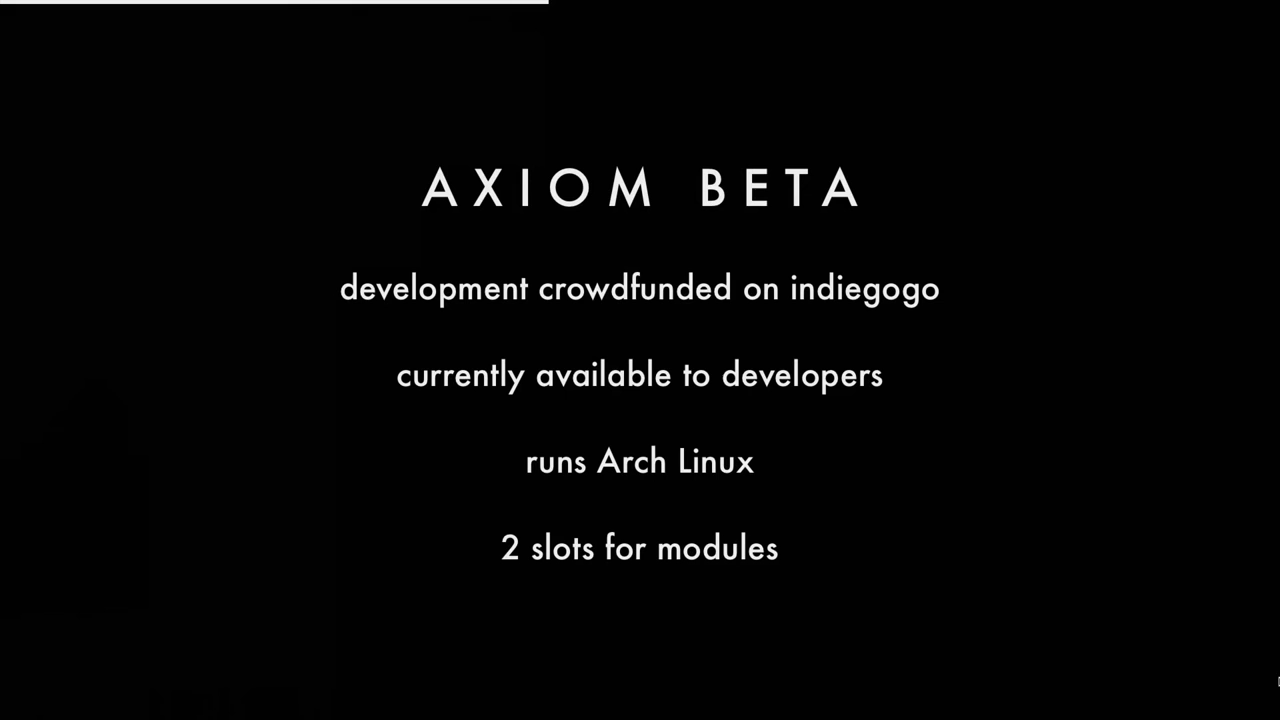 AXIOM BETA
development crowdfunded on indiegogo
currently available to developers
runs Arch Linux
2 slots for modules